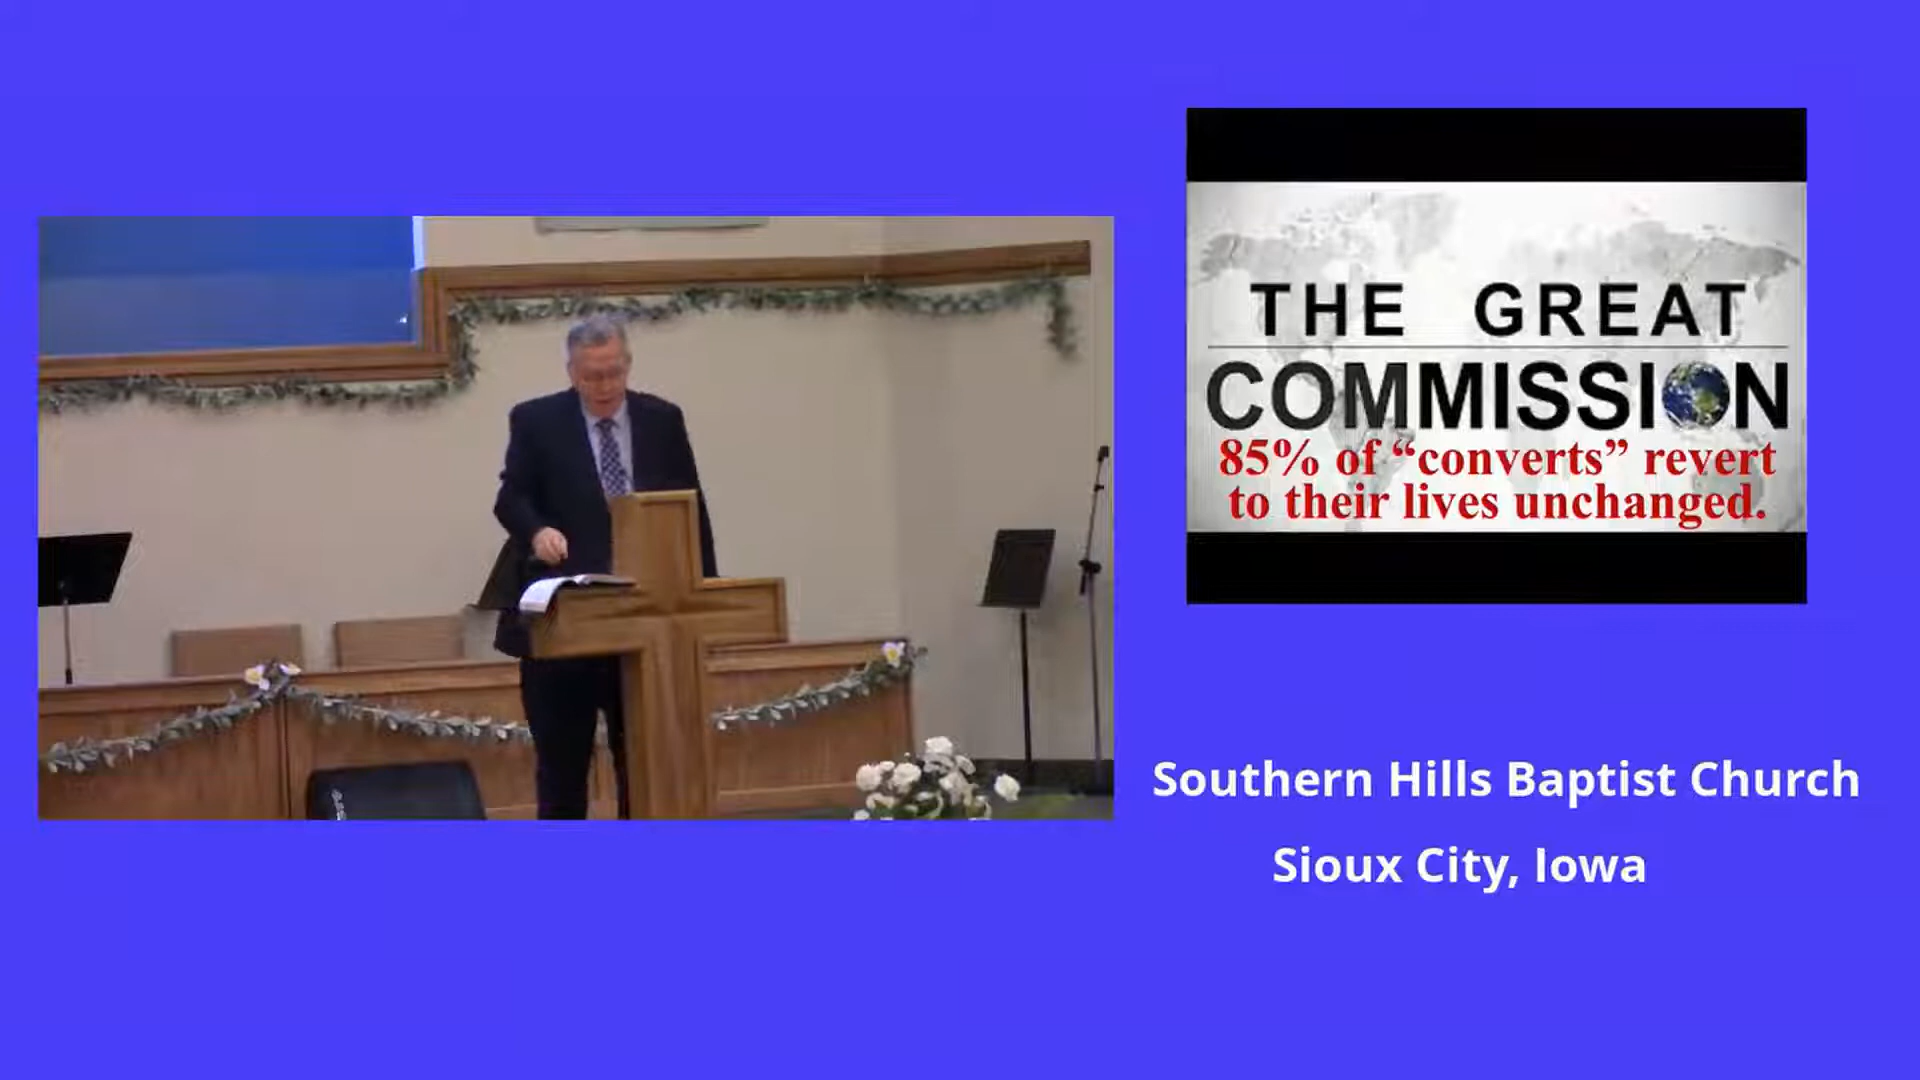 THE GREAT
COMMISSION
85% of “converts” revert
to their lives unchanged.
Southern Hills Baptist Church
Sioux City, Iowa